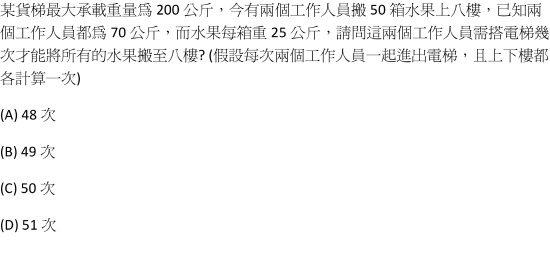 某貨梯最大承載重量為 200 公斤，今有兩個工作人員搬 50 箱水果上八樓，已知兩
個工作人員都為 70 公斤，而水果每箱重 25 公斤，請問這兩個工作人員需搭電梯幾
次才能將所有的水果搬至八樓? (假設每次兩個工作人員一起進出電梯，且上下樓都
各計算一次)
(A) 48 次
(B) 49 次
(C) 50 次
(D) 51 次